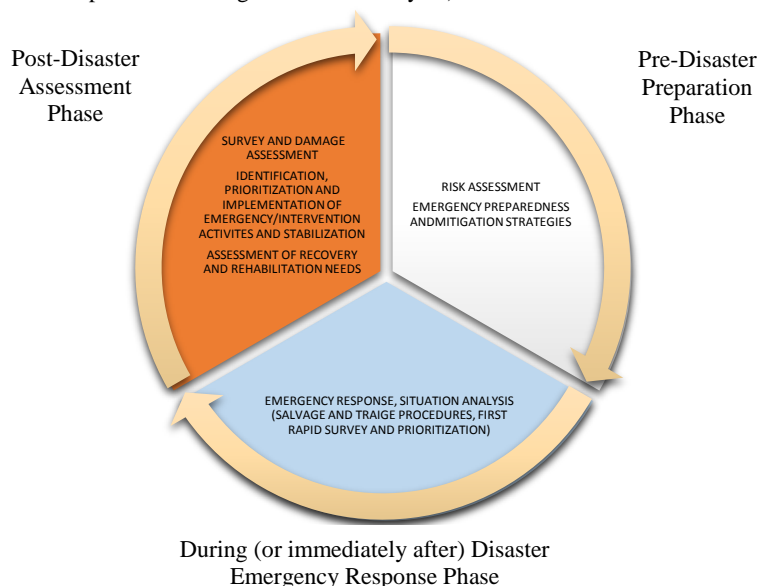 Post-Disaster
Assessment
Phase
Pre-Disaster
Preparation
Phase
SURVEY AND DAMAGE
ASSESSMENT
IDENTIFICATION,
PRIORITIZATION AND
IMPLEMENTATION OF
EMERGENCY/INTERVENTION
ACTIVITES AND STABILIZATION
ASSESSMENT OF RECOVERY
AND REHABILITATION NEEDS
RISK ASSESSMENT
EMERGENCY PREPAREDNESS
ANDMITIGATION STRATEGIES
EMERGENCY RESPONSE, SITUATION ANALYSIS
(SALVAGE AND TRAIGE PROCEDURES, FIRST
RAPID SURVEY AND PRIORITIZATION)
During (or immediately after) Disaster
Emergency Response Phase